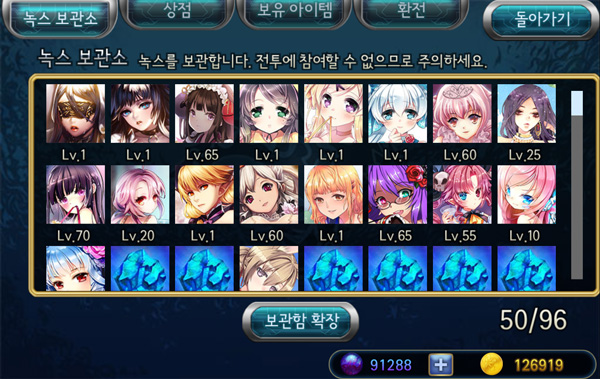 녹스 보관소 상점 보유 아이템 환전 돌아가기
녹스 보관소 녹스를 보관합니다. 전투에 참여할 수 없으므로 주의하세요.
Lv.1 Lv.1 Lv.65 Lv.1 Lv.1 Lv.1 Lv.60 Lv.25
Lv.70 Lv.20 Lv.1 Lv.60 Lv.1 Lv.65 Lv.55 Lv.10
보관함 확장 50/96
91288 126919